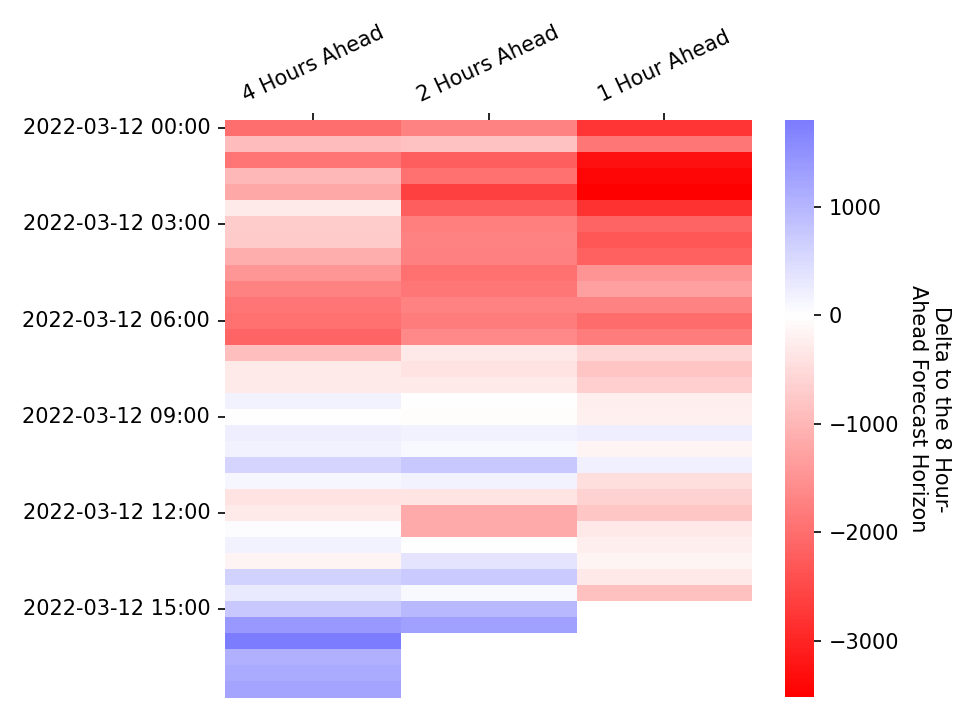 4 Hours Ahead
2 Hours Ahead
1 Hour Ahead
2022-03-12 00:00
2022-03-12 03:00
2022-03-12 06:00
2022-03-12 09:00
2022-03-12 12:00
2022-03-12 15:00
1000
0
−1000
−2000
−3000
Delta to the 8 Hour-
Ahead Forecast Horizon